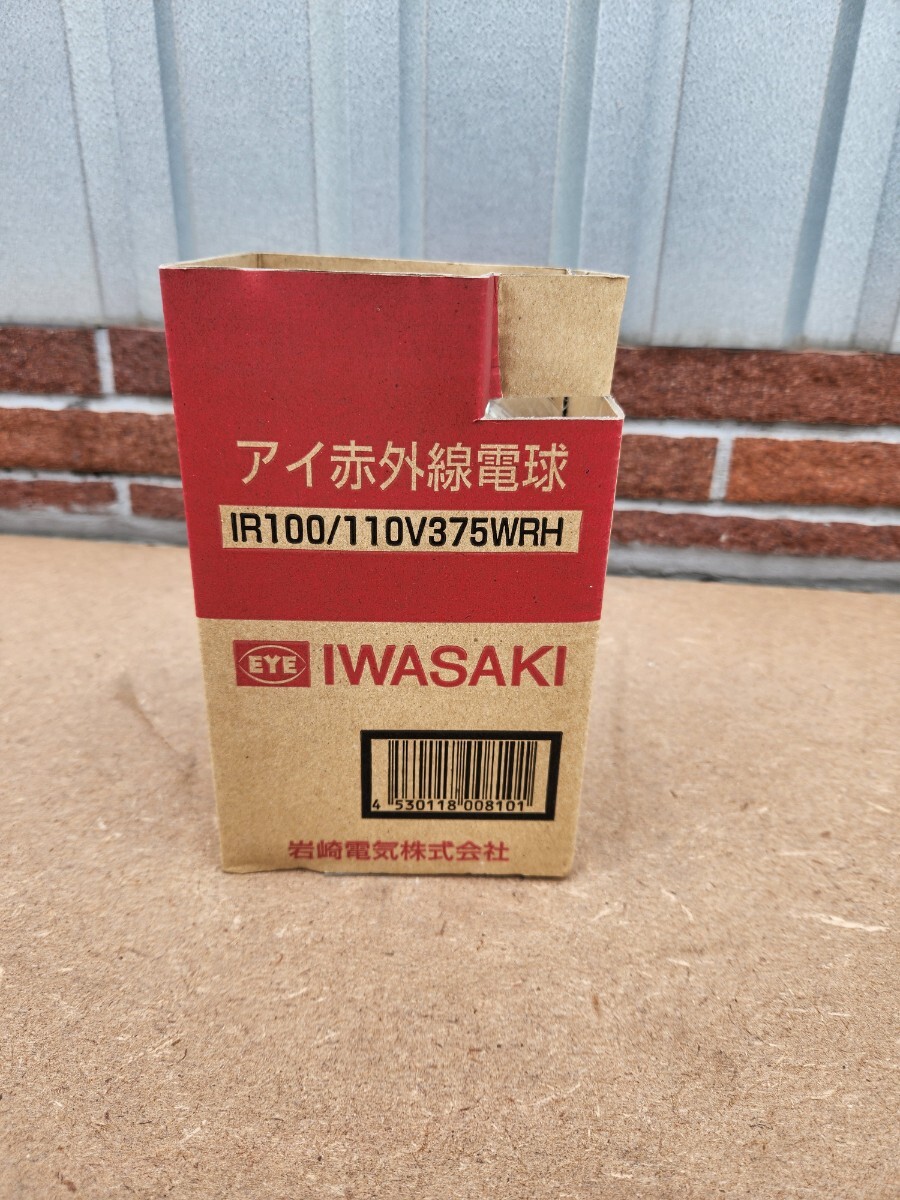 アイ赤外線電球
IR100/110V375WRH
EYE IWASAKI
4 530118 008101
岩崎電気株式会社